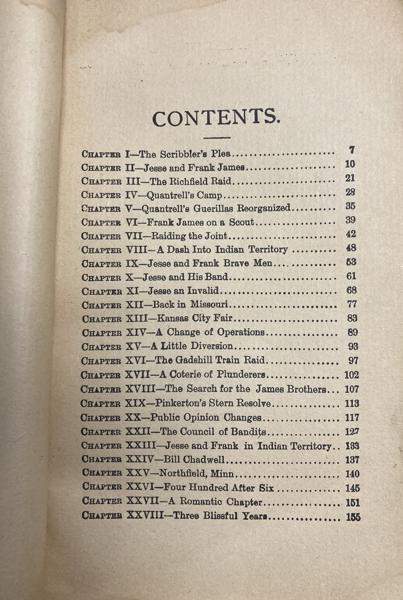 CONTENTS.
CHAPTER I—The Scribbler's Plea.................... 7
CHAPTER II—Jesse and Frank James.................. 10
CHAPTER III—The Richfield Raid.................... 21
CHAPTER IV—Quantrell's Camp....................... 28
CHAPTER V—Quantrell's Guerillas Reorganized........ 35
CHAPTER VI—Frank James on a Scout................. 39
CHAPTER VII—Raiding the Joint..................... 42
CHAPTER VIII—A Dash Into Indian Territory ......... 48
CHAPTER IX—Jesse and Frank Brave Men.............. 53
CHAPTER X—Jesse and His Band...................... 61
CHAPTER XI—Jesse an Invalid....................... 68
CHAPTER XII—Back in Missouri...................... 77
CHAPTER XIII—Kansas City Fair..................... 83
CHAPTER XIV—A Change of Operations................ 89
CHAPTER XV—A Little Diversion..................... 93
CHAPTER XVI—The Gadshill Train Raid............... 97
CHAPTER XVII—A Coterie of Plunderers.............. 102
CHAPTER XVIII—The Search for the James Brothers... 107
CHAPTER XIX—Pinkerton's Stern Resolve............. 113
CHAPTER XX—Public Opinion Changes................. 117
CHAPTER XXII—The Council of Bandits............... 127
CHAPTER XXIII—Jesse and Frank in Indian Territory.. 133
CHAPTER XXIV—Bill Chadwell........................ 137
CHAPTER XXV—Northfield, Minn...................... 140
CHAPTER XXVI—Four Hundred After Six .............. 145
CHAPTER XXVII—A Romantic Chapter.................. 151
CHAPTER XXVIII—Three Blissful Years............... 155